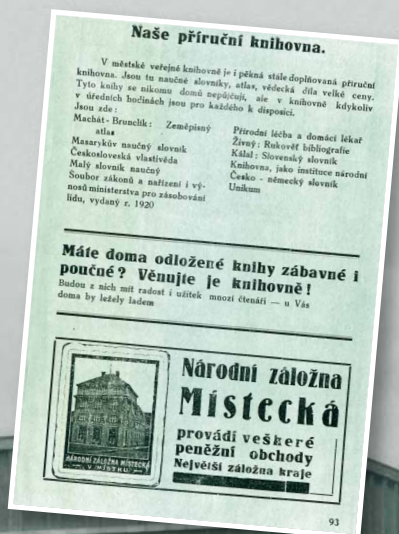 Naše příruční knihovna.
V městské veřejné knihovně je i pěkná stále doplňovaná příruční
knihovna. Jsou tu naučné slovníky, atlas, vědecká díla velké ceny.
Tyto knihy se nikomu domů nepůjčují, ale v knihovně kdykoliv
v úředních hodinách jsou pro každého k disposici.
Jsou zde:
Machát-Brunclík: Zeměpisný
atlas
Masarykův naučný slovník
Československá vlastivěda
Malý slovník naučný
Soubor zákonů a nařízení i vý-
nosů ministerstva pro zásobování
lidu, vydaný r. 1920
Přírodní léčba a domácí lékař
Živný: Rukověť bibliografie
Kálal: Slovenský slovník
Knihovna, jako instituce národní
Česko - německý slovník
Unikum
Máte doma odložené knihy zábavné i
poučné? Věnujte je knihovně!
Budou z nich mít radost i užitek mnozí čtenáři — u Vás
doma by ležely ladem
NÁRODNÍ ZÁLOŽNA MÍSTECKÁ
V MÍSTKU
Národní záložna
Místecká
provádí veškeré
peněžní obchody
Největší záložna kraje
93